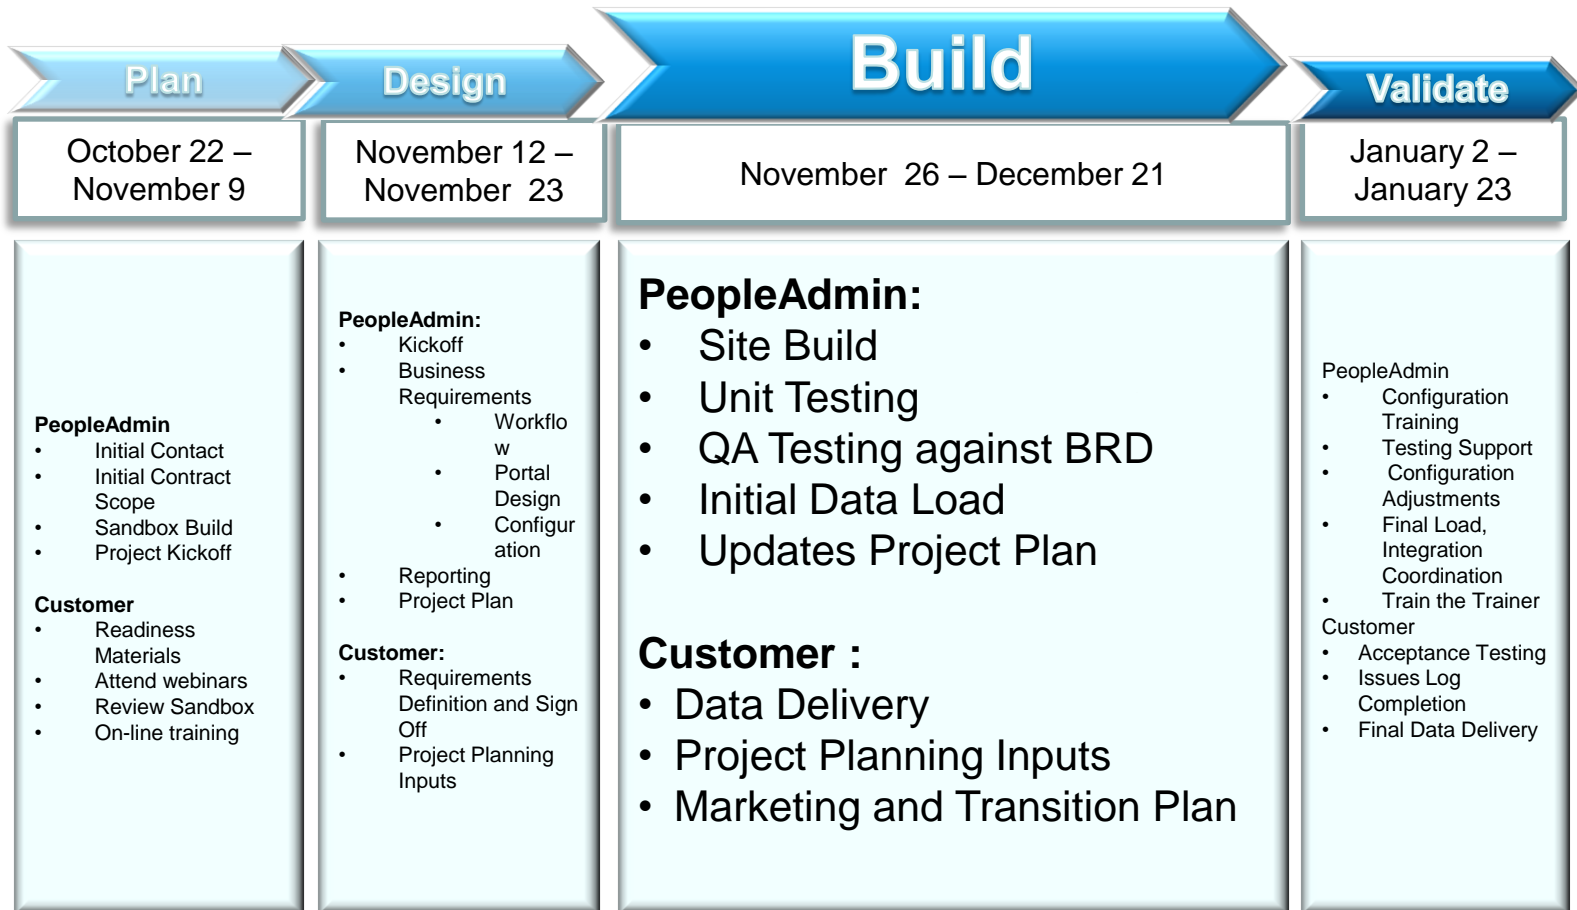 Plan
Design
Build
Validate
October 22 –
November 9
November 12 –
November  23
November  26 – December 21
January 2 –
January 23
PeopleAdmin
• Initial Contact
• Initial Contract
Scope
• Sandbox Build
• Project Kickoff
Customer
• Readiness
Materials
• Attend webinars
• Review Sandbox
• On-line training
PeopleAdmin:
• Kickoff
• Business
Requirements
• Workflo
w
• Portal
Design
• Configur
ation
• Reporting
• Project Plan
Customer:
• Requirements
Definition and Sign
Off
• Project Planning
Inputs
PeopleAdmin:
• Site Build
• Unit Testing
• QA Testing against BRD
• Initial Data Load
• Updates Project Plan
Customer :
• Data Delivery
• Project Planning Inputs
• Marketing and Transition Plan
PeopleAdmin
• Configuration
Training
• Testing Support
• Configuration
Adjustments
• Final Load,
Integration
Coordination
• Train the Trainer
Customer
• Acceptance Testing
• Issues Log
Completion
• Final Data Delivery